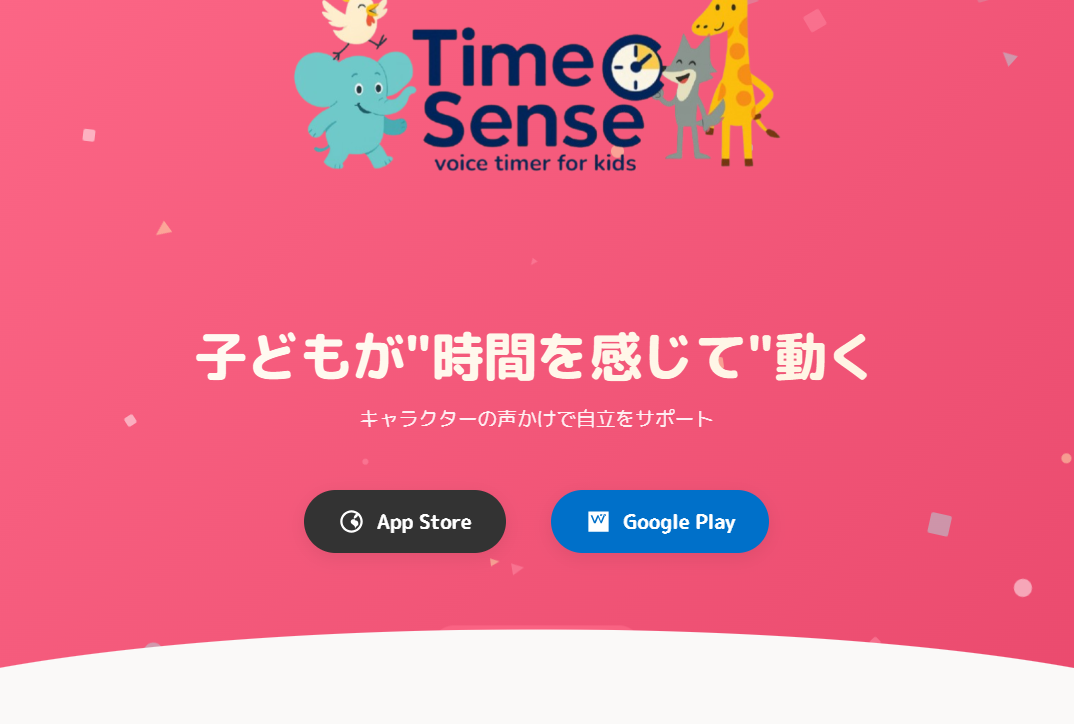 Time
Sense
voice timer for kids
子どもが"時間を感じて"動く
キャラクターの声かけで自立をサポート
App Store
Google Play